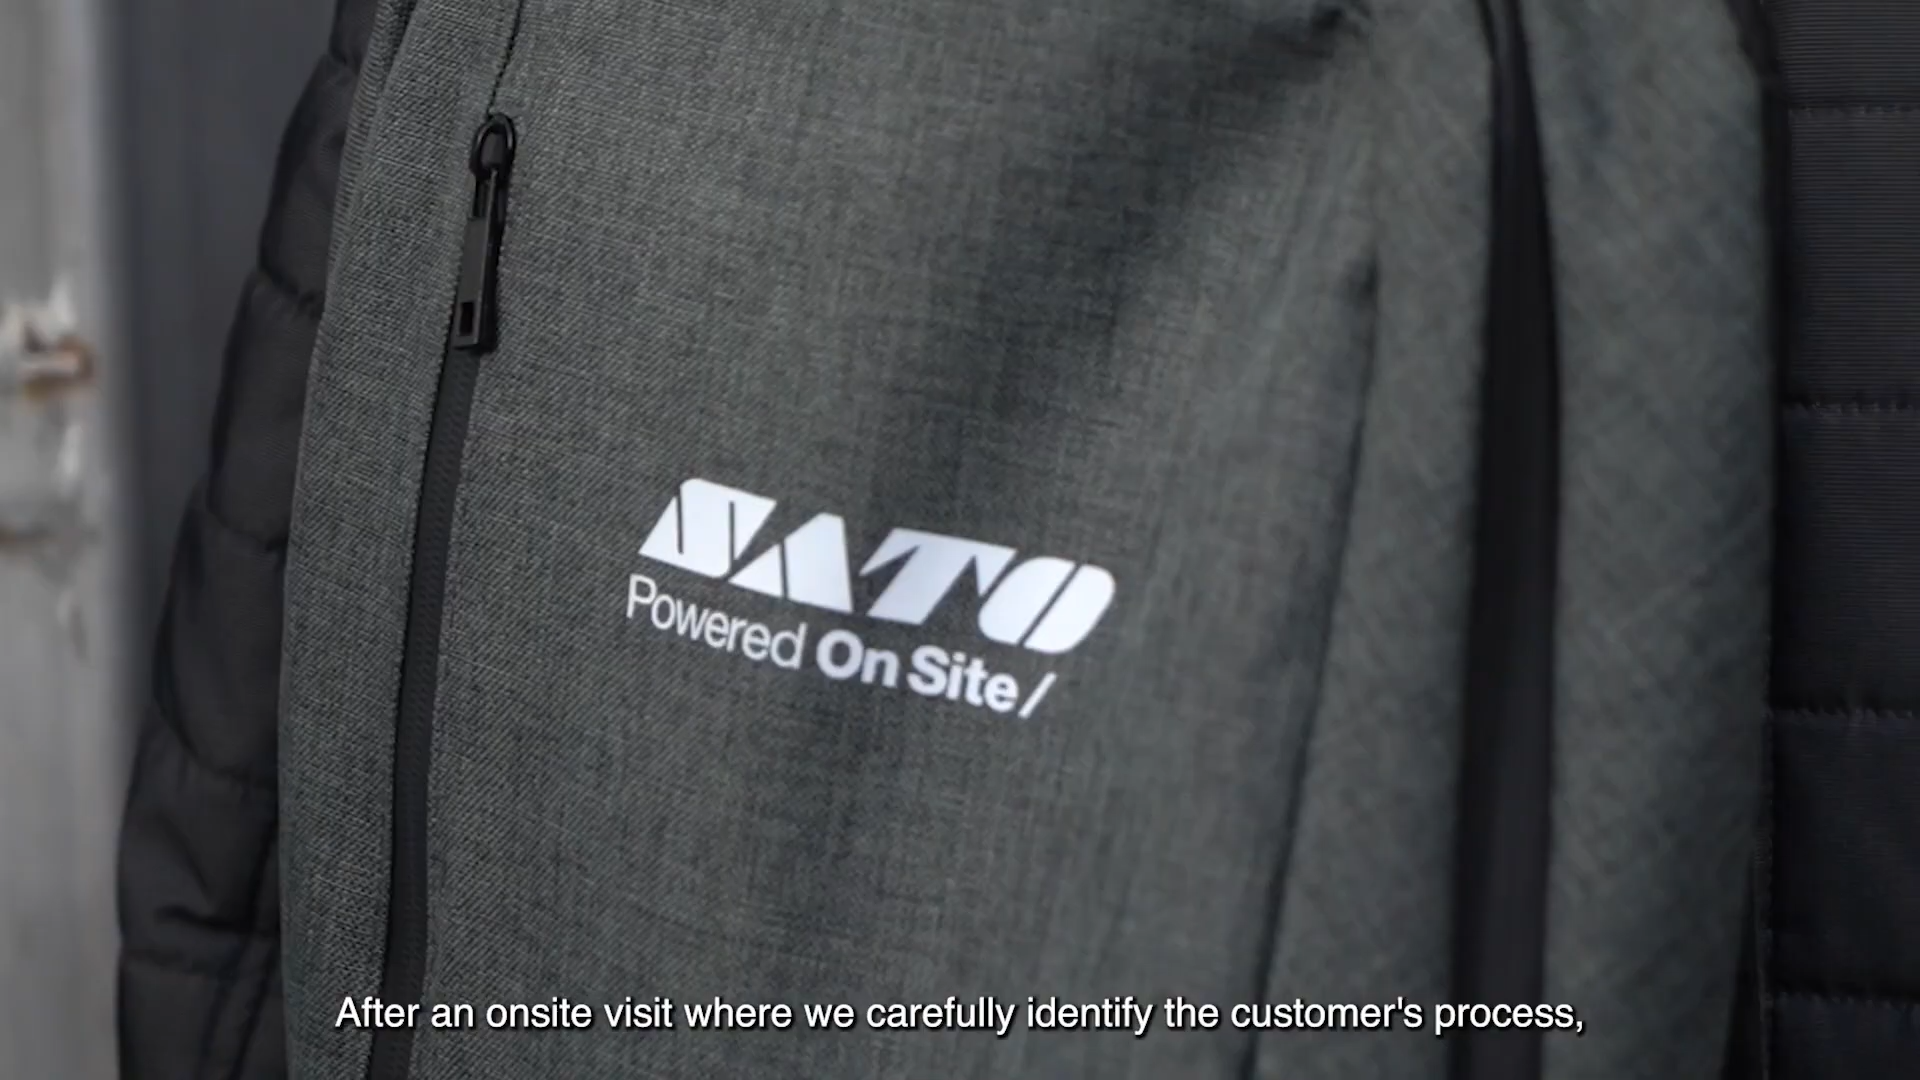 SATO
Powered On Site/
After an onsite visit where we carefully identify the customer's process,